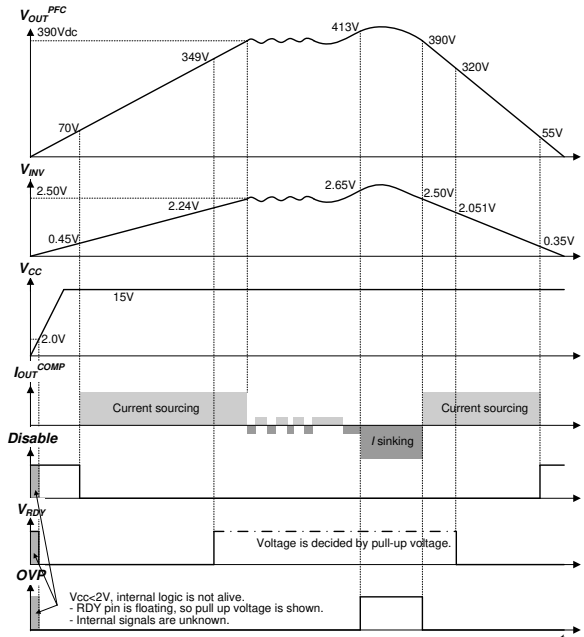 V_OUT^PFC
390Vdc
413V
390V
349V
320V
70V
55V
V_INV
2.50V
2.65V
2.50V
2.24V
2.051V
0.45V
0.35V
V_CC
15V
2.0V
I_OUT^COMP
Current sourcing
Current sourcing
I sinking
Disable
V_RDY
Voltage is decided by pull-up voltage.
OVP
Vcc<2V, internal logic is not alive.
- RDY pin is floating, so pull up voltage is shown.
- Internal signals are unknown.